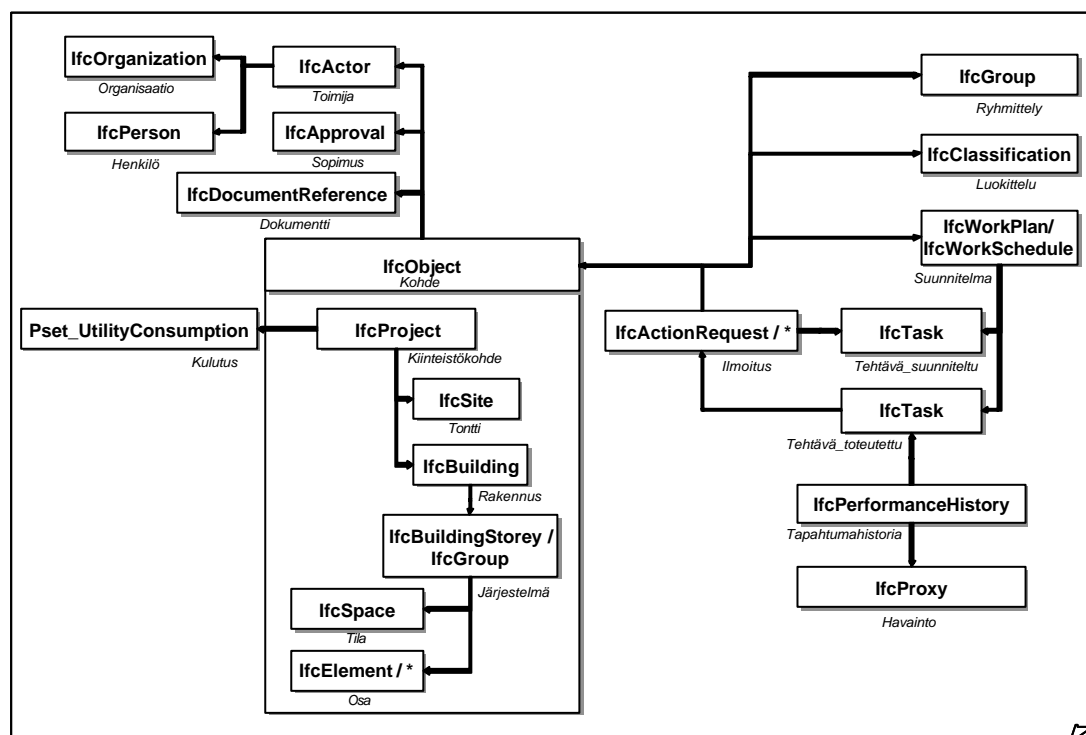 IfcOrganization
Organisaatio
IfcActor
Toimija
IfcGroup
Ryhmittely
IfcPerson
Henkilö
IfcApproval
Sopimus
IfcClassification
Luokittelu
IfcDocumentReference
Dokumentti
IfcWorkPlan/
IfcWorkSchedule
Suunnitelma
IfcObject
Kohde
Pset_UtilityConsumption
Kulutus
IfcProject
Kiinteistökohde
IfcActionRequest / *
Ilmoitus
IfcTask
Tehtävä_suunniteltu
IfcSite
Tontti
IfcTask
Tehtävä_toteutettu
IfcBuilding
Rakennus
IfcPerformanceHistory
Tapahtumahistoria
IfcBuildingStorey /
IfcGroup
Järjestelmä
IfcProxy
Havainto
IfcSpace
Tila
IfcElement / *
Osa